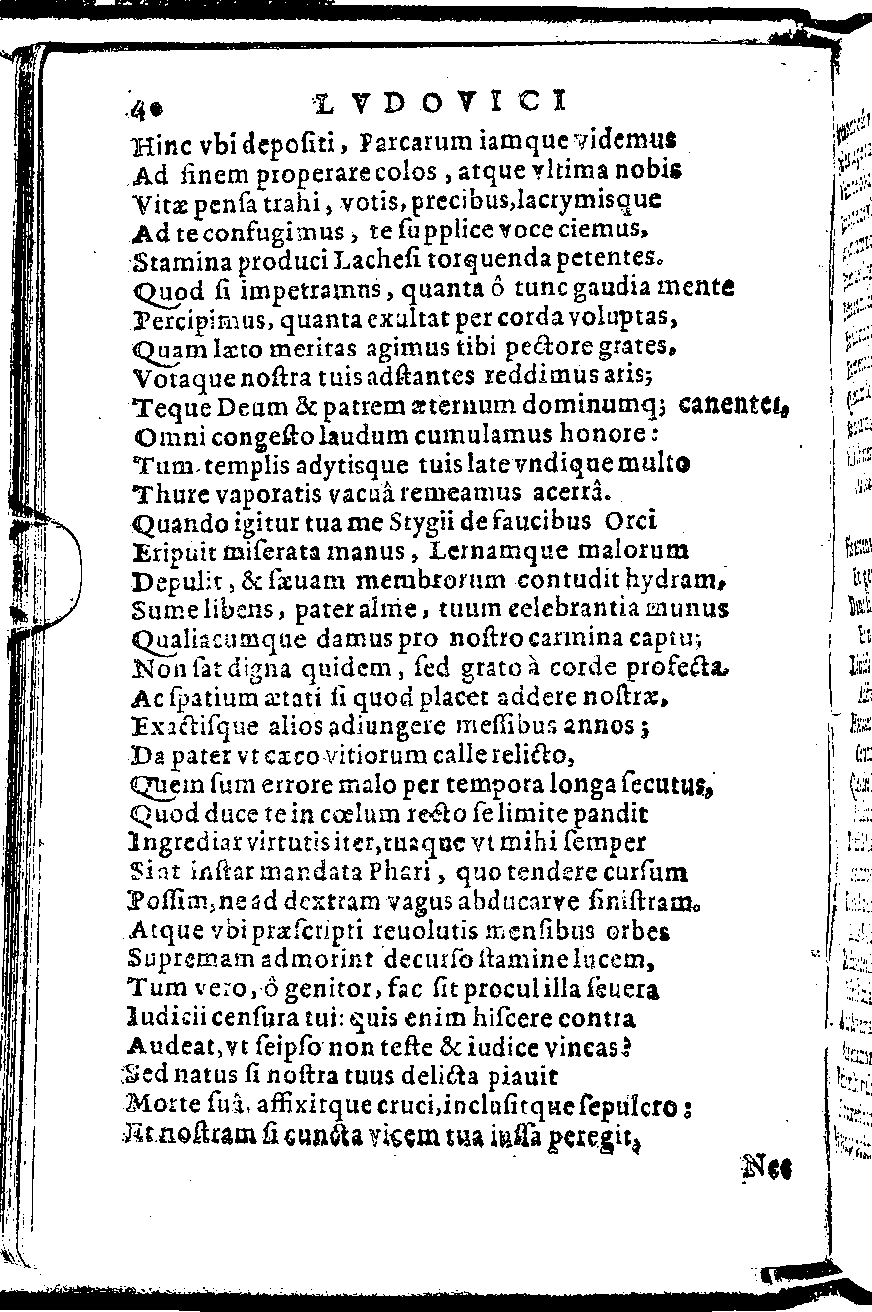 40 LVDOVICI
Hinc vbi depoſiti, Parcarum iamque videmus
Ad finem properare colos, atque vltima nobis
Vitæ penſa trahi, votis, precibus, lacrymisque
Ad te confugimus, te ſupplice voce ciemus,
Stamina produci Lacheſi torquenda petentes.
Quod ſi impetramus, quanta ô tunc gaudia mente
Percipimus, quanta exultat per corda voluptas,
Quam læto meritas agimus tibi pectore grates,
Votaque noſtra tuis adſtantes reddimus aris;
Teque Deum & patrem æternum dominumq; canentes,
Omni congeſto laudum cumulamus honore:
Tum templis adytisque tuis late vndique multo
Thure vaporatis vacuâ remeamus acerrâ.
Quando igitur tua me Stygii de faucibus Orci
Eripuit miſerata manus, Lernamque malorum
Depulit, & ſæuam membrorum contudit hydram,
Sume libens, pater alme, tuum celebrantia munus
Qualiacumque damus pro noſtro carmina captu;
Non ſat digna quidem, ſed grato à corde profecta.
Ac ſpatium ætati ſi quod placet addere noſtræ,
Exactiſque alios adiungere meſſibus annos;
Da pater vt cæco vitiorum calle relicto,
Quem ſum errore malo per tempora longa ſecutus,
Quod duce te in cœlum recto ſe limite pandit
Ingrediar virtutis iter, tuaque vt mihi ſemper
Sint inſtar mandata Phari, quo tendere curſum
Poſſim, ne ad dextram vagus abducarve ſiniſtram.
Atque vbi præſcripti reuolutis menſibus orbes
Supremam admorint decurſo ſtamine lucem,
Tum vero, ô genitor, fac ſit procul illa ſeuera
Iudicii cenſura tui: quis enim hiſcere contra
Audeat, vt ſeipſo non teſte & iudice vincas?
Sed natus ſi noſtra tuus delicta piauit
Morte ſuâ, affixitque cruci, incluſitque ſepulcro;
Et noſtram ſi cuncta vicem tua iuſſa peregit,
Nec